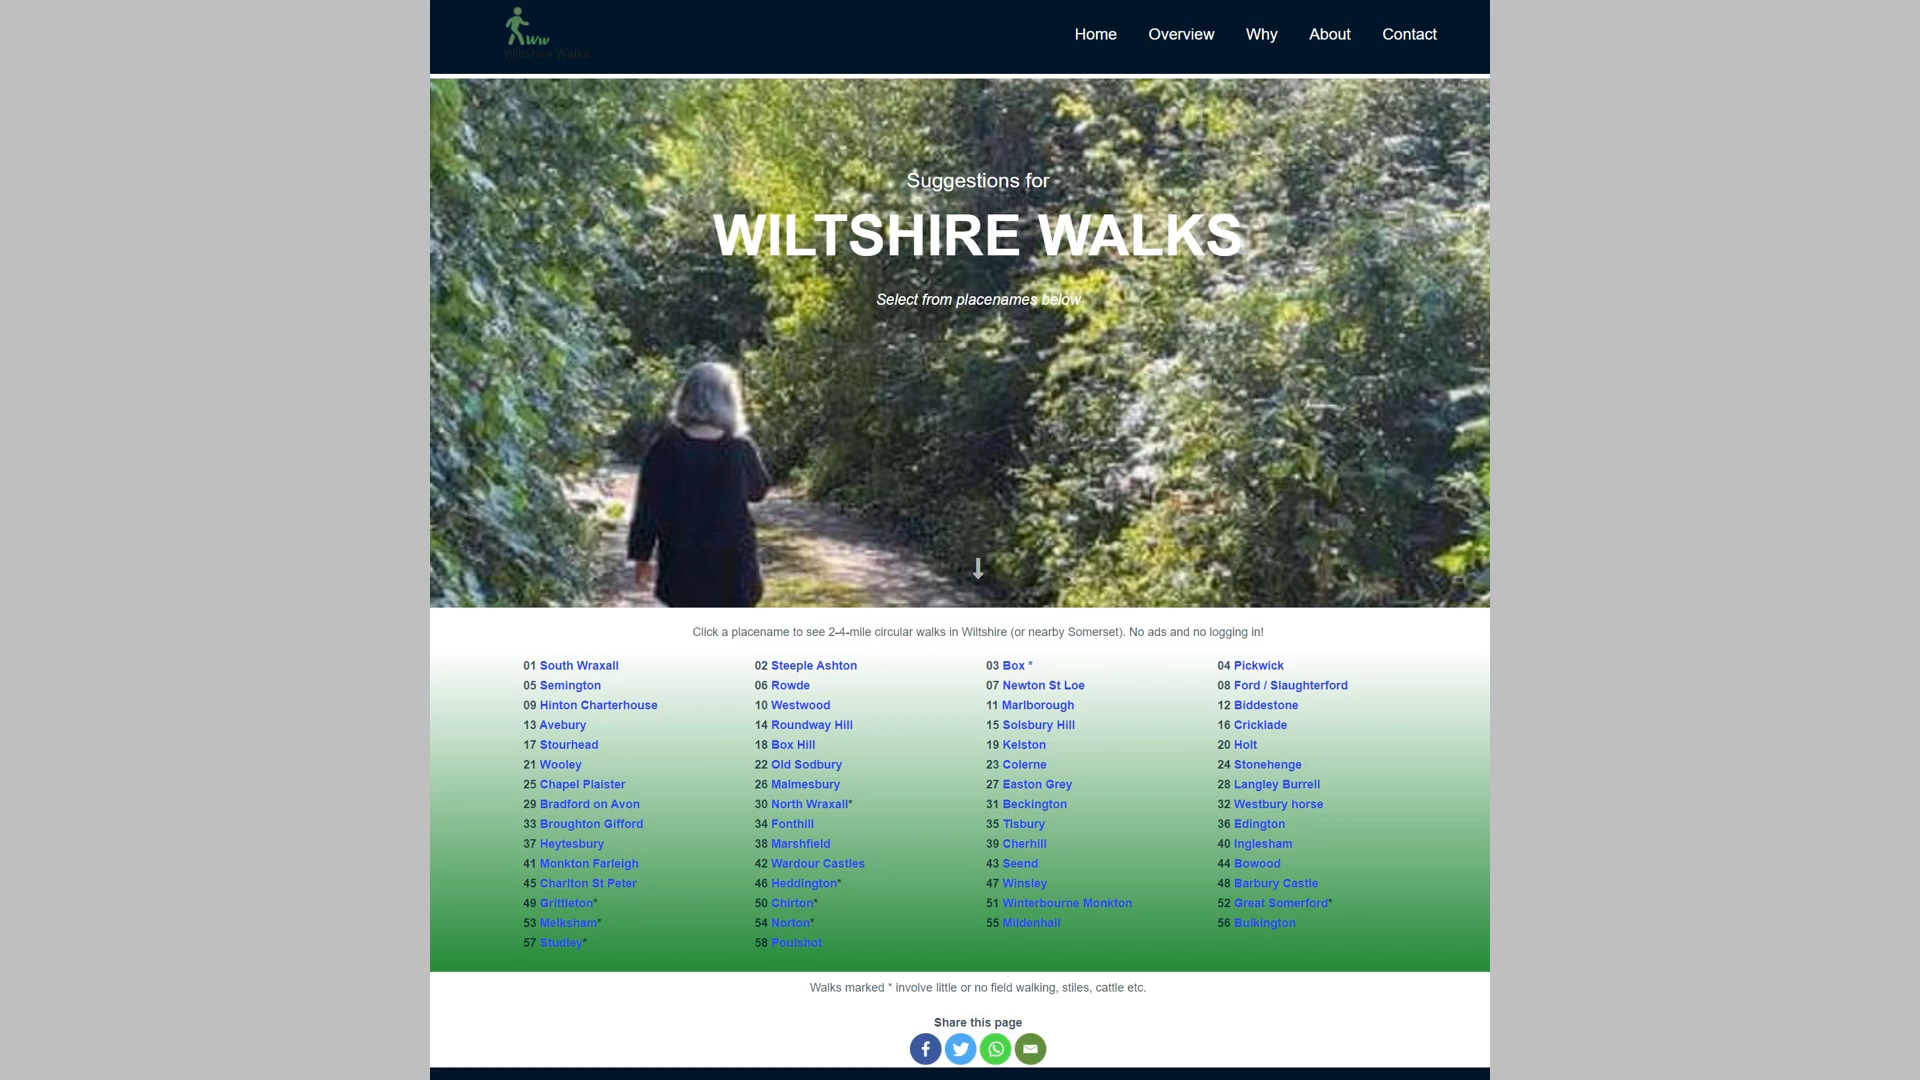 Ww
Wiltshire Walks
Home Overview Why About Contact
Suggestions for
WILTSHIRE WALKS
Select from placenames below
Click a placename to see 2-4-mile circular walks in Wiltshire (or nearby Somerset). No ads and no logging in!
01 South Wraxall 02 Steeple Ashton 03 Box * 04 Pickwick
05 Semington 06 Rowde 07 Newton St Loe 08 Ford / Slaughterford
09 Hinton Charterhouse 10 Westwood 11 Marlborough 12 Biddestone
13 Avebury 14 Roundway Hill 15 Solsbury Hill 16 Cricklade
17 Stourhead 18 Box Hill 19 Kelston 20 Holt
21 Wooley 22 Old Sodbury 23 Colerne 24 Stonehenge
25 Chapel Plaister 26 Malmesbury 27 Easton Grey 28 Langley Burrell
29 Bradford on Avon 30 North Wraxall* 31 Beckington 32 Westbury horse
33 Broughton Gifford 34 Fonthill 35 Tisbury 36 Edington
37 Heytesbury 38 Marshfield 39 Cherhill 40 Inglesham
41 Monkton Farleigh 42 Wardour Castles 43 Seend 44 Bowood
45 Charlton St Peter 46 Heddington* 47 Winsley 48 Barbury Castle
49 Grittleton* 50 Chirton* 51 Winterbourne Monkton 52 Great Somerford*
53 Melksham* 54 Norton* 55 Mildenhall 56 Bulkington
57 Studley* 58 Poulshot
Walks marked * involve little or no field walking, stiles, cattle etc.
Share this page